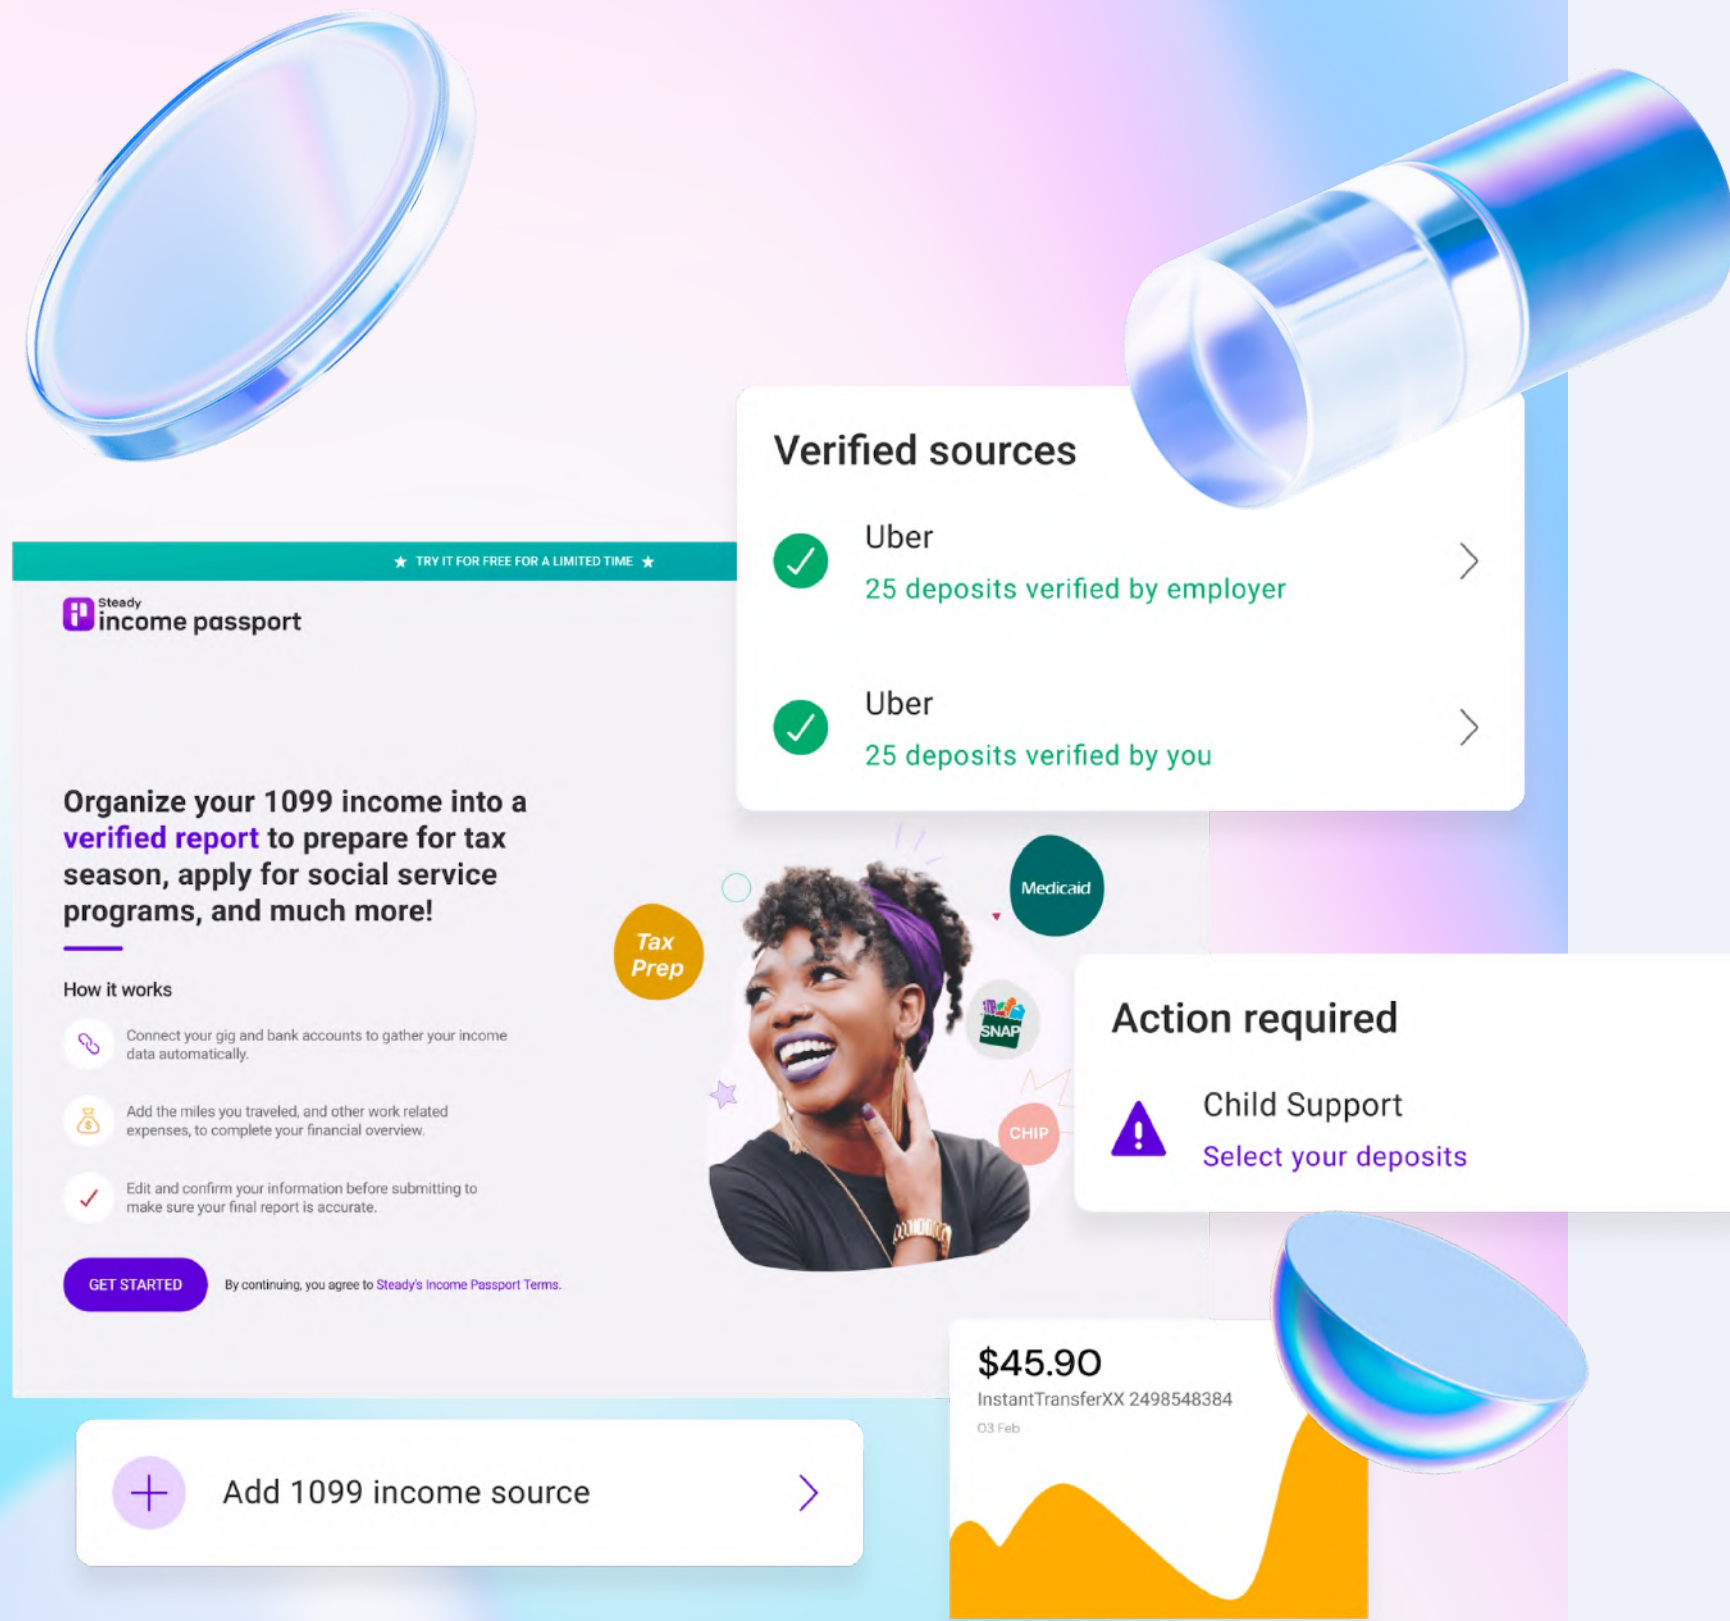 Verified sources
Uber
25 deposits verified by employer
Uber
25 deposits verified by you
★ TRY IT FOR FREE FOR A LIMITED TIME ★
Steady
income passport
Organize your 1099 income into a
verified report to prepare for tax
season, apply for social service
programs, and much more!
How it works
Connect your gig and bank accounts to gather your income
data automatically.
Add the miles you traveled, and other work related
expenses, to complete your financial overview.
Edit and confirm your information before submitting to
make sure your final report is accurate.
GET STARTED
By continuing, you agree to Steady's Income Passport Terms.
Tax
Prep
Medicaid
SNAP
CHIP
Action required
Child Support
Select your deposits
$45.90
InstantTransferXX 2498548384
03 Feb
Add 1099 income source